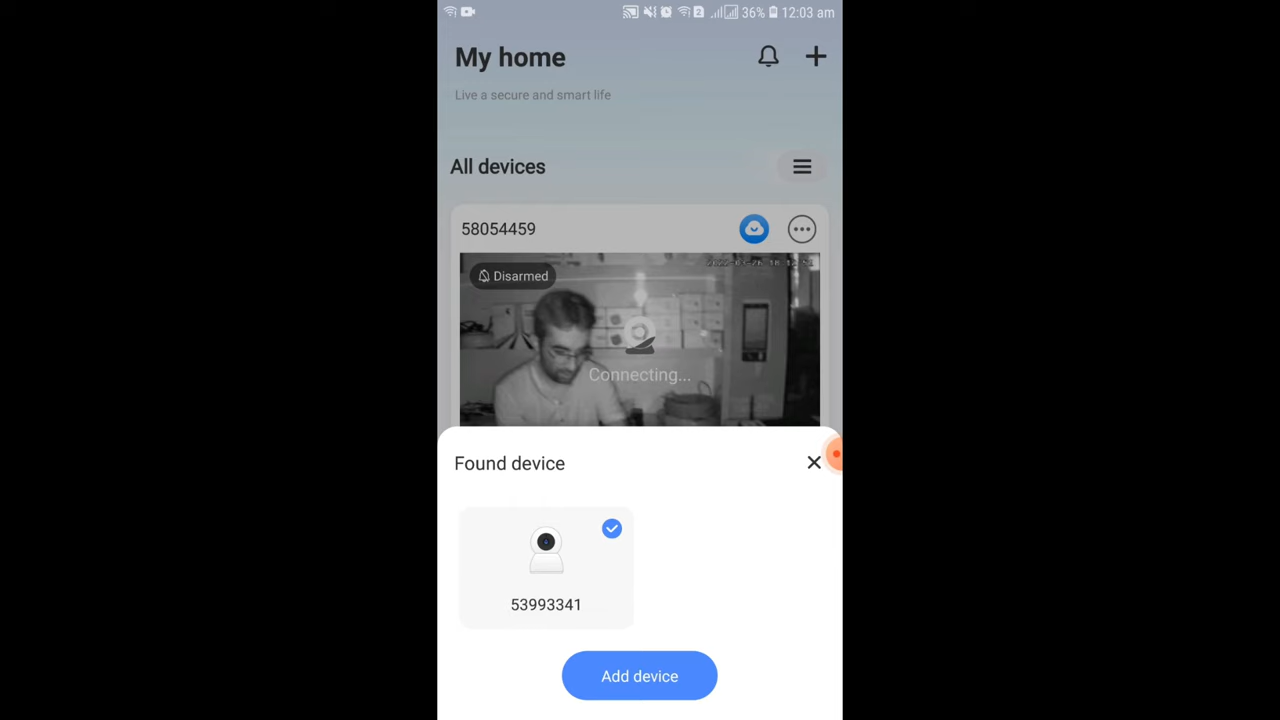 36% 12:03 am
My home
Live a secure and smart life
All devices
58054459
Disarmed
Connecting...
Found device
53993341
Add device